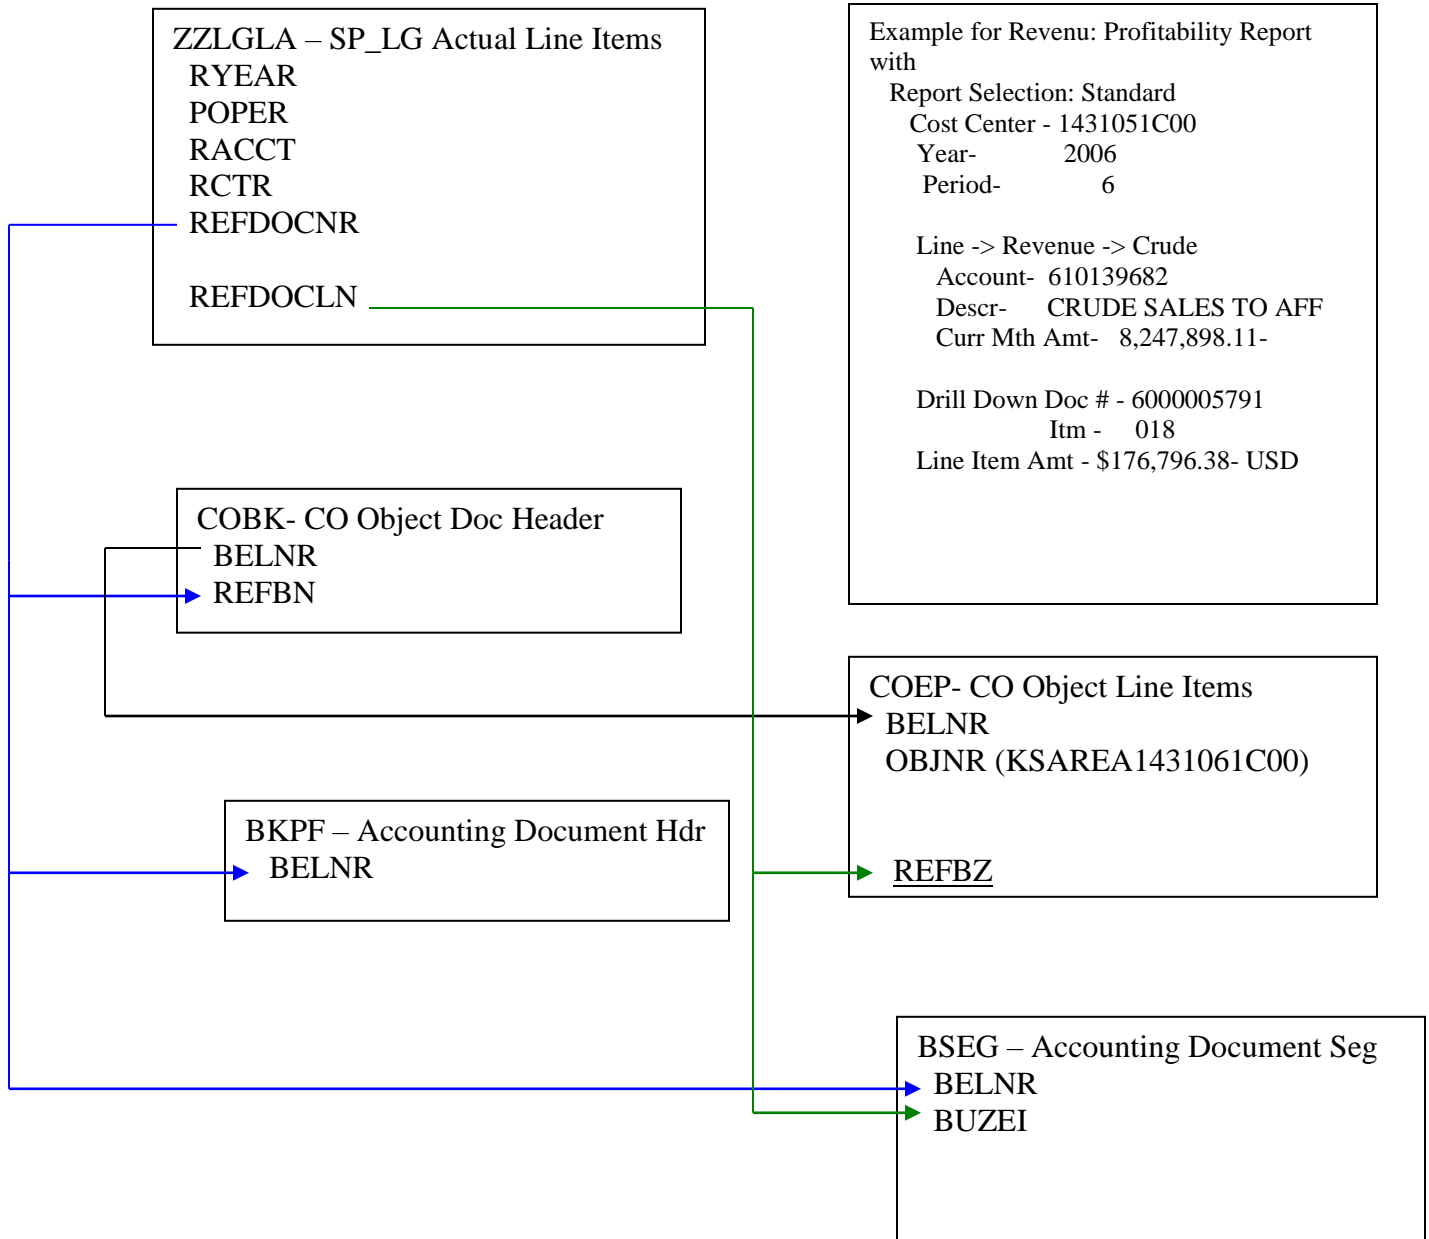 ZZLGLA – SP_LG Actual Line Items
RYEAR
POPER
RACCT
RCTR
REFDOCNR
REFDOCLN
Example for Revenu: Profitability Report
with
Report Selection: Standard
Cost Center - 1431051C00
Year- 2006
Period- 6
Line -> Revenue -> Crude
Account- 610139682
Descr- CRUDE SALES TO AFF
Curr Mth Amt- 8,247,898.11-
Drill Down Doc # - 6000005791
Itm - 018
Line Item Amt - $176,796.38- USD
COBK- CO Object Doc Header
BELNR
REFBN
COEP- CO Object Line Items
BELNR
OBJNR (KSAREA1431061C00)
REFBZ
BKPF – Accounting Document Hdr
BELNR
BSEG – Accounting Document Seg
BELNR
BUZEI